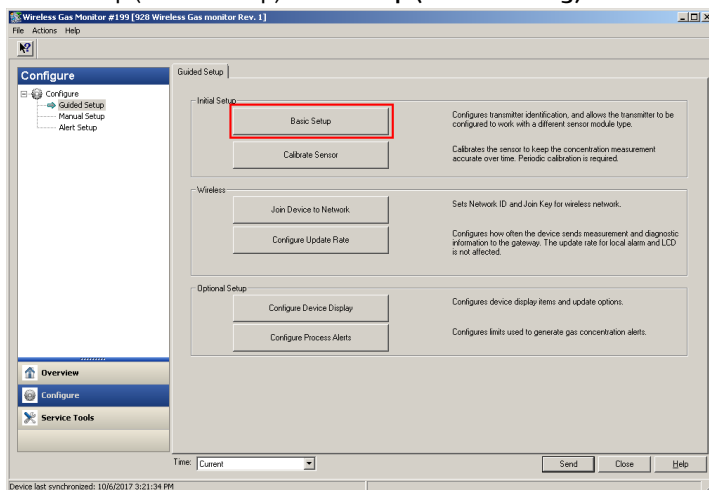 Wireless Gas Monitor #199 [928 Wireless Gas monitor Rev. 1]
File Actions Help
Configure
Configure
Guided Setup
Manual Setup
Alert Setup
Overview
Configure
Service Tools
Guided Setup
Initial Setup
Basic Setup
Configures transmitter identification, and allows the transmitter to be
configured to work with a different sensor module type.
Calibrate Sensor
Calibrates the sensor to keep the concentration measurement
accurate over time. Periodic calibration is required.
Wireless
Join Device to Network
Sets Network ID and Join Key for wireless network.
Configure Update Rate
Configures how often the device sends measurement and diagnostic
information to the gateway. The update rate for local alarm and LCD
is not affected.
Optional Setup
Configure Device Display
Configures device display items and update options.
Configure Process Alerts
Configures limits used to generate gas concentration alerts.
Time: Current
Send Close Help
Device last synchronized: 10/6/2017 3:21:34 PM